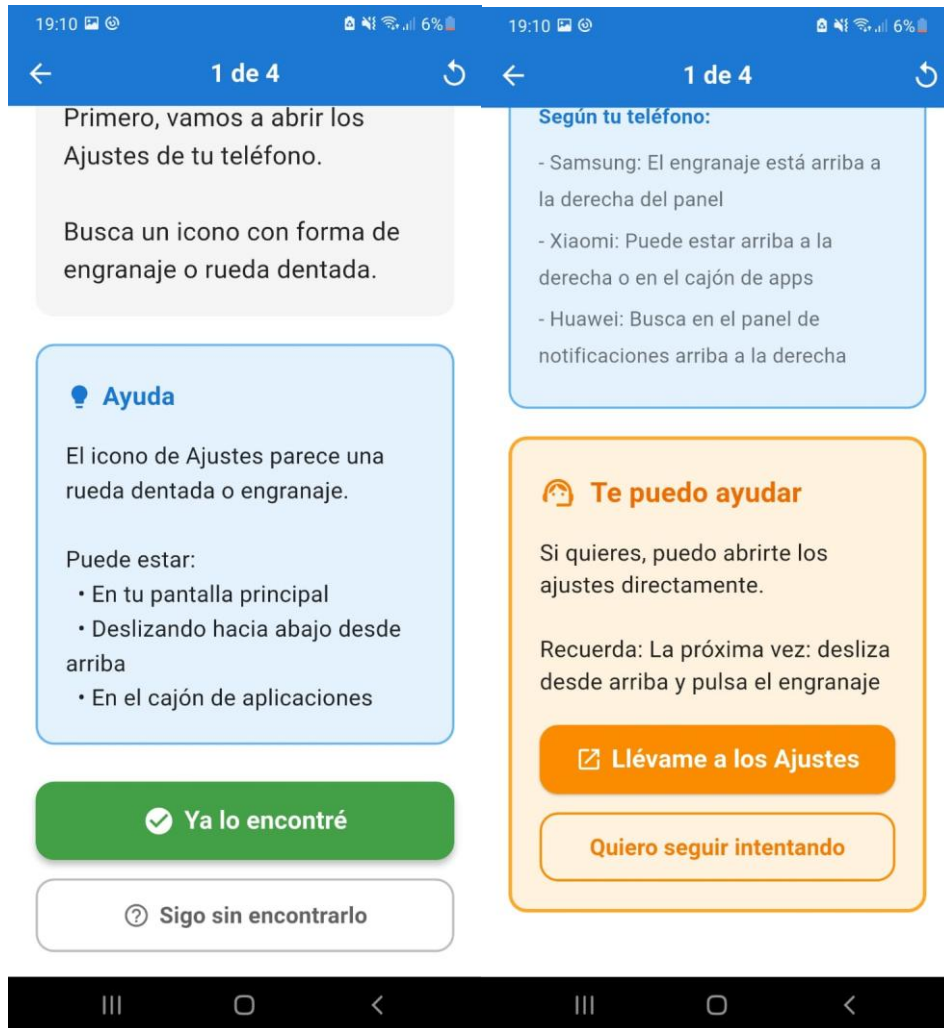 19:10
6%
1 de 4
Primero, vamos a abrir los
Ajustes de tu teléfono.
Busca un icono con forma de
engranaje o rueda dentada.
Ayuda
El icono de Ajustes parece una
rueda dentada o engranaje.
Puede estar:
• En tu pantalla principal
• Deslizando hacia abajo desde
arriba
• En el cajón de aplicaciones
Ya lo encontré
Sigo sin encontrarlo
19:10
6%
1 de 4
Según tu teléfono:
- Samsung: El engranaje está arriba a
la derecha del panel
- Xiaomi: Puede estar arriba a la
derecha o en el cajón de apps
- Huawei: Busca en el panel de
notificaciones arriba a la derecha
Te puedo ayudar
Si quieres, puedo abrirte los
ajustes directamente.
Recuerda: La próxima vez: desliza
desde arriba y pulsa el engranaje
Llévame a los Ajustes
Quiero seguir intentando